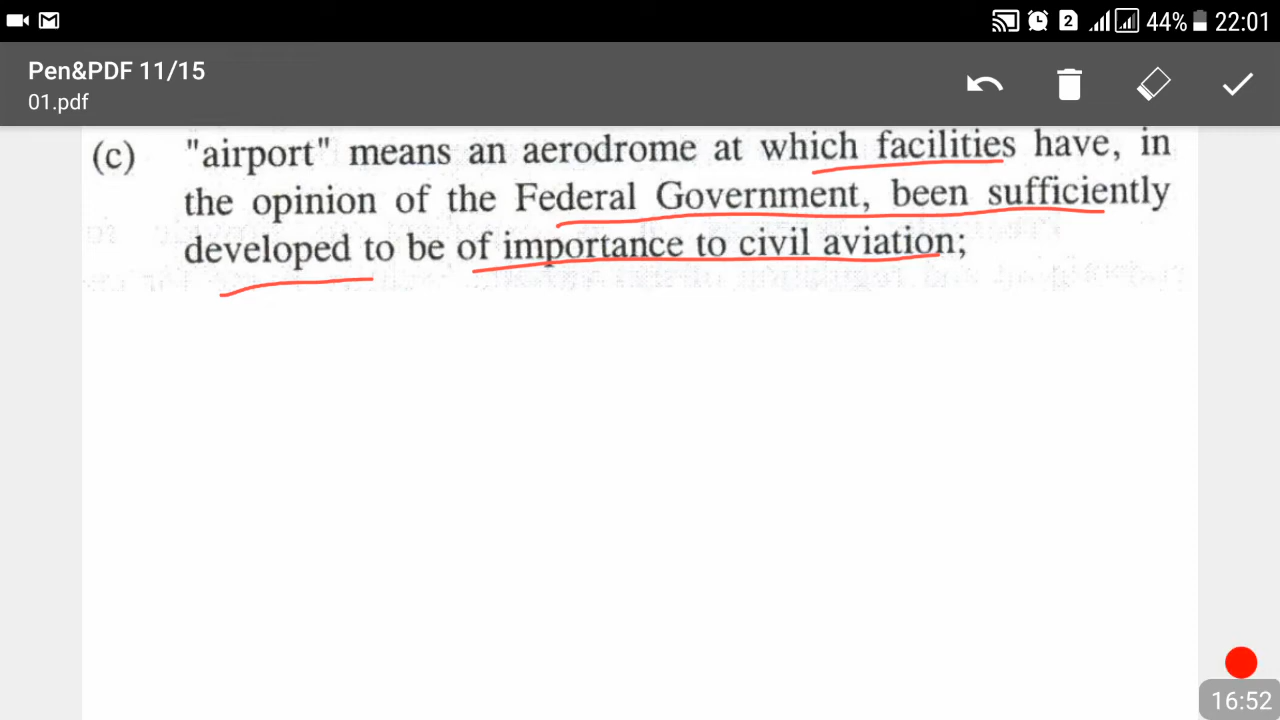 2 44% 22:01
Pen&PDF 11/15
01.pdf
(c) "airport" means an aerodrome at which facilities have, in
the opinion of the Federal Government, been sufficiently
developed to be of importance to civil aviation;
16:52